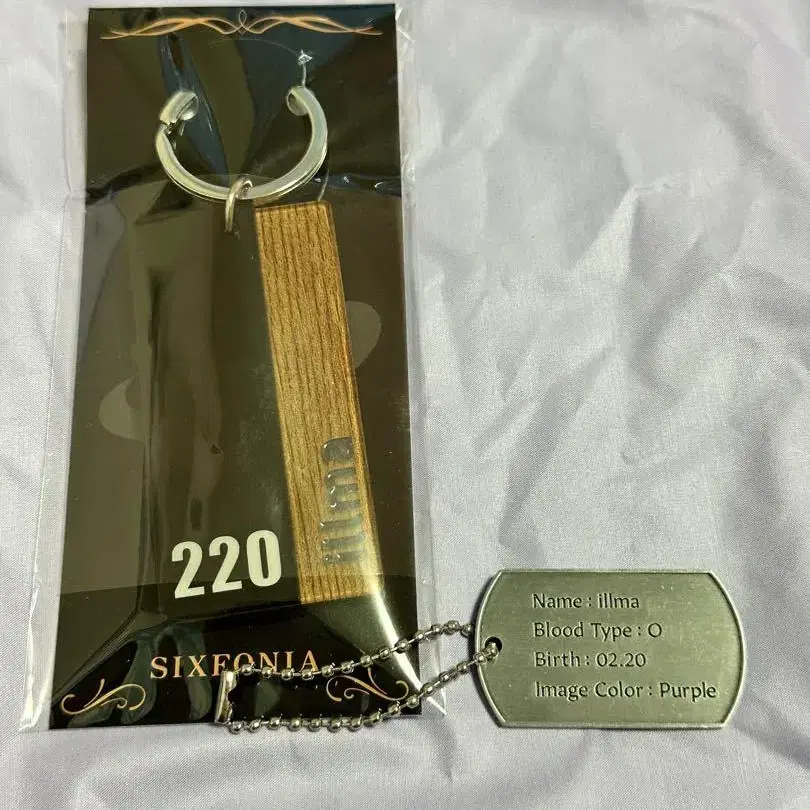 illma
220
SIXFONIA
Name : illma
Blood Type : O
Birth : 02.20
Image Color : Purple